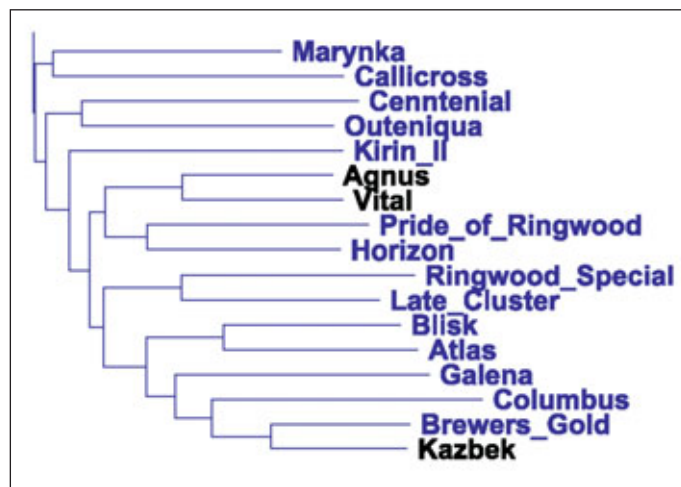 Marynka
Callicross
Cenntenial
Outeniqua
Kirin_II
Agnus
Vital
Pride_of_Ringwood
Horizon
Ringwood_Special
Late_Cluster
Blisk
Atlas
Galena
Columbus
Brewers_Gold
Kazbek